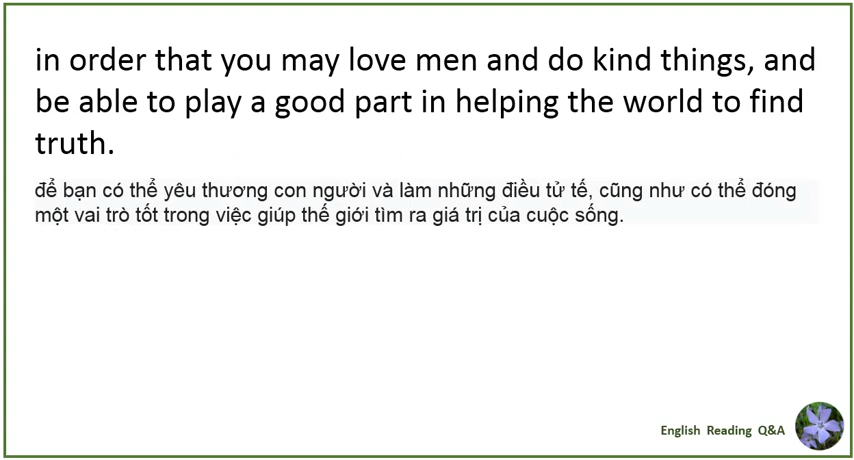 in order that you may love men and do kind things, and
be able to play a good part in helping the world to find
truth.
để bạn có thể yêu thương con người và làm những điều tử tế, cũng như có thể đóng
một vai trò tốt trong việc giúp thế giới tìm ra giá trị của cuộc sống.
English Reading Q&A